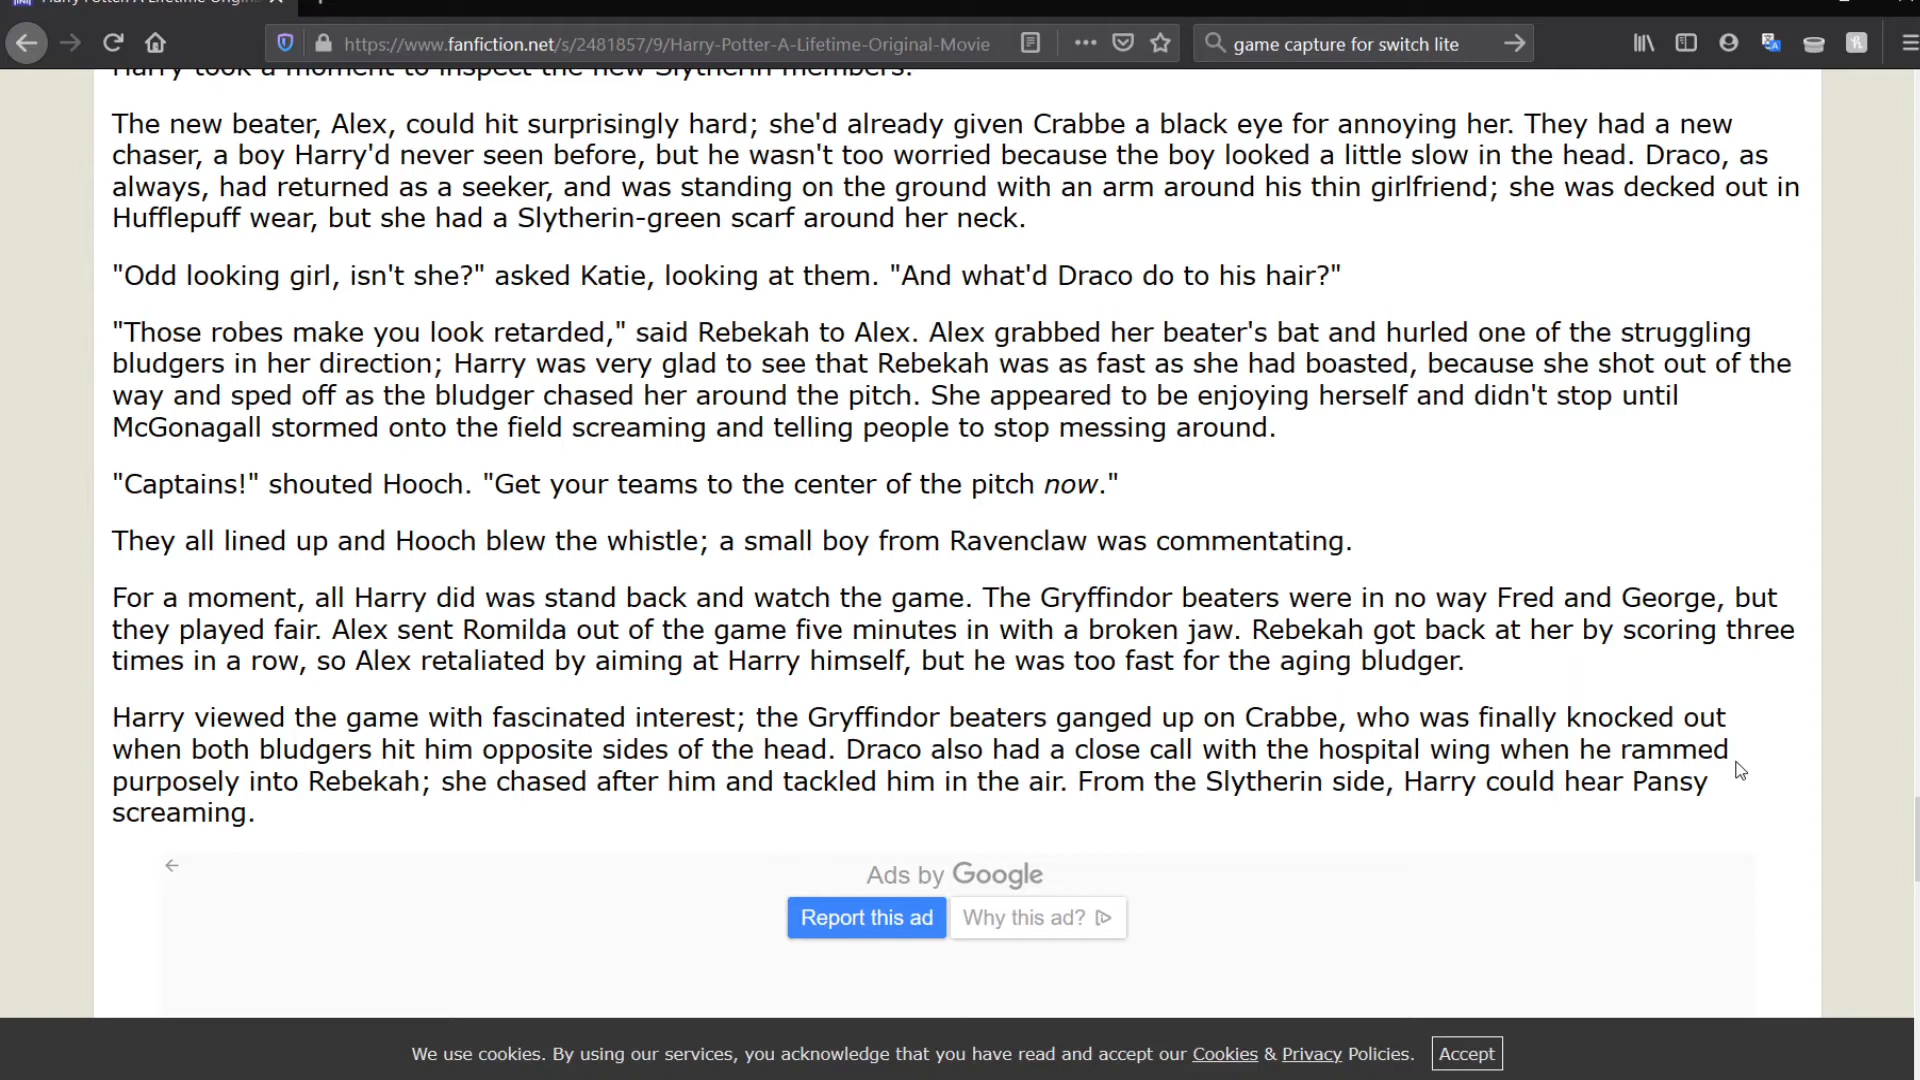 https://www.fanfiction.net/s/2481857/9/Harry-Potter-A-Lifetime-Original-Movie
game capture for switch lite
Harry took a moment to inspect the new Slytherin members.
The new beater, Alex, could hit surprisingly hard; she'd already given Crabbe a black eye for annoying her. They had a new
chaser, a boy Harry'd never seen before, but he wasn't too worried because the boy looked a little slow in the head. Draco, as
always, had returned as a seeker, and was standing on the ground with an arm around his thin girlfriend; she was decked out in
Hufflepuff wear, but she had a Slytherin-green scarf around her neck.
"Odd looking girl, isn't she?" asked Katie, looking at them. "And what'd Draco do to his hair?"
"Those robes make you look retarded," said Rebekah to Alex. Alex grabbed her beater's bat and hurled one of the struggling
bludgers in her direction; Harry was very glad to see that Rebekah was as fast as she had boasted, because she shot out of the
way and sped off as the bludger chased her around the pitch. She appeared to be enjoying herself and didn't stop until
McGonagall stormed onto the field screaming and telling people to stop messing around.
"Captains!" shouted Hooch. "Get your teams to the center of the pitch now."
They all lined up and Hooch blew the whistle; a small boy from Ravenclaw was commentating.
For a moment, all Harry did was stand back and watch the game. The Gryffindor beaters were in no way Fred and George, but
they played fair. Alex sent Romilda out of the game five minutes in with a broken jaw. Rebekah got back at her by scoring three
times in a row, so Alex retaliated by aiming at Harry himself, but he was too fast for the aging bludger.
Harry viewed the game with fascinated interest; the Gryffindor beaters ganged up on Crabbe, who was finally knocked out
when both bludgers hit him opposite sides of the head. Draco also had a close call with the hospital wing when he rammed
purposely into Rebekah; she chased after him and tackled him in the air. From the Slytherin side, Harry could hear Pansy
screaming.
Ads by Google
Report this ad
Why this ad?
We use cookies. By using our services, you acknowledge that you have read and accept our Cookies & Privacy Policies.
Accept